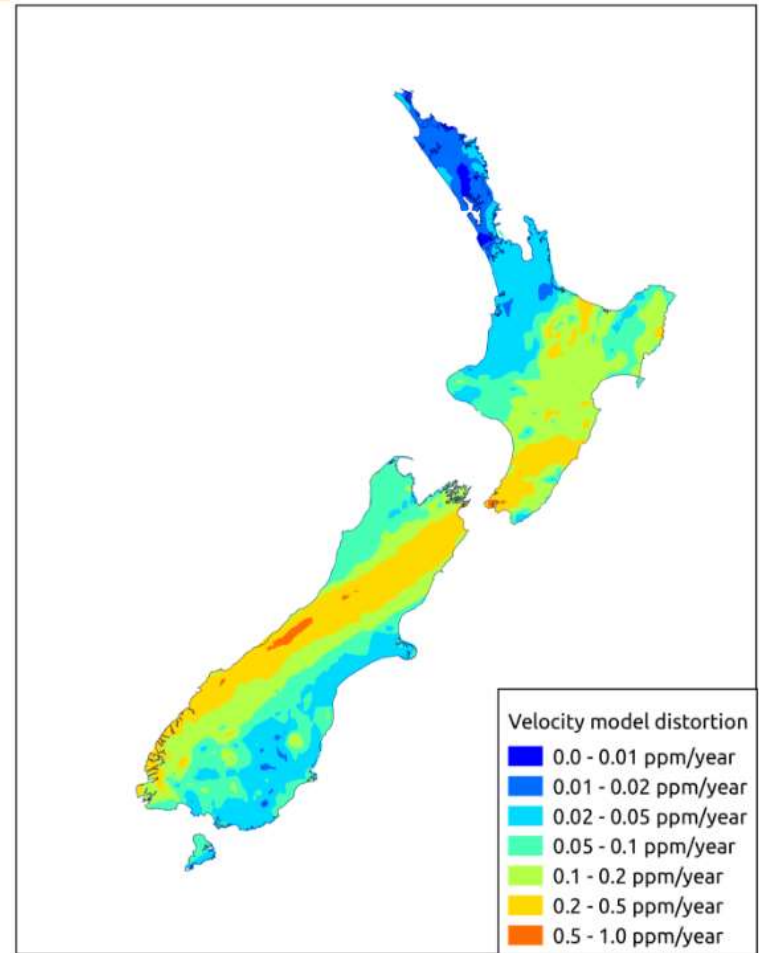 Velocity model distortion
0.0 - 0.01 ppm/year
0.01 - 0.02 ppm/year
0.02 - 0.05 ppm/year
0.05 - 0.1 ppm/year
0.1 - 0.2 ppm/year
0.2 - 0.5 ppm/year
0.5 - 1.0 ppm/year